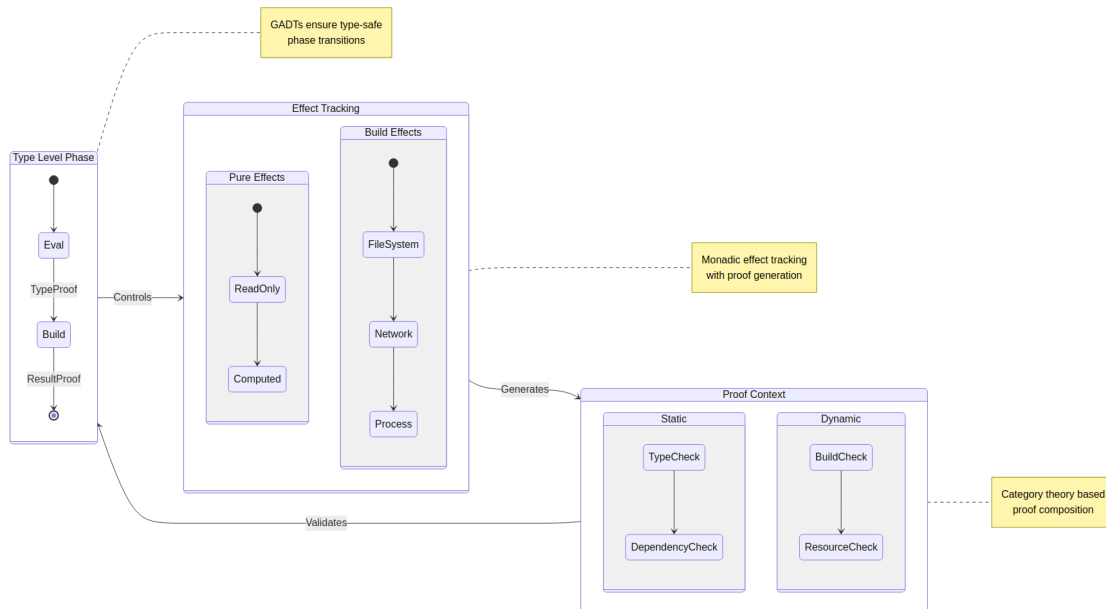 GADTs ensure type-safe
phase transitions
Effect Tracking
Build Effects
Type Level Phase
Pure Effects
Eval
FileSystem
Monadic effect tracking
with proof generation
TypeProof
ReadOnly
Controls
Build
Network
ResultProof
Computed
Generates
Proof Context
Process
Static
Dynamic
TypeCheck
BuildCheck
Category theory based
proof composition
Validates
DependencyCheck
ResourceCheck